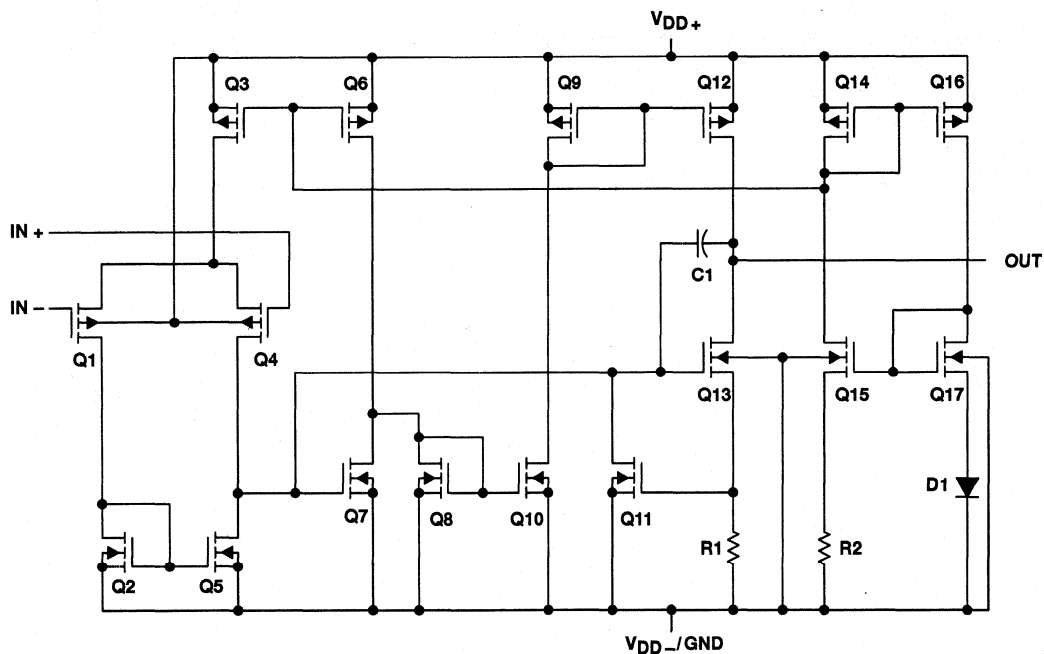 VDD+
Q3
Q6
Q9
Q12
Q14
Q16
IN +
C1
OUT
IN −
Q1
Q4
Q13
Q15
Q17
D1
Q7
Q8
Q10
Q11
R1
R2
Q2
Q5
VDD−/GND